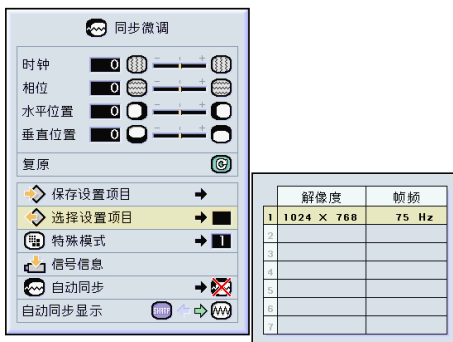 同步微调
时钟 0
相位 0
水平位置 0
垂直位置 0
复原
保存设置项目
选择设置项目
特殊模式 1
信号信息
自动同步
自动同步显示
解像度 帧频
1 1024 × 768 75 Hz
2
3
4
5
6
7